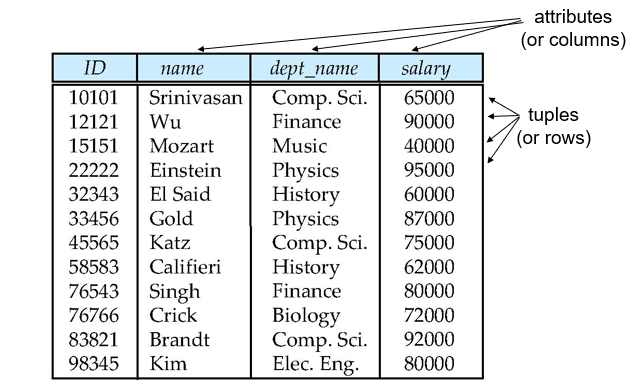 attributes
(or columns)
ID name dept_name salary
10101 Srinivasan Comp. Sci. 65000
12121 Wu Finance 90000
15151 Mozart Music 40000
22222 Einstein Physics 95000
32343 El Said History 60000
33456 Gold Physics 87000
45565 Katz Comp. Sci. 75000
58583 Califieri History 62000
76543 Singh Finance 80000
76766 Crick Biology 72000
83821 Brandt Comp. Sci. 92000
98345 Kim Elec. Eng. 80000
tuples
(or rows)